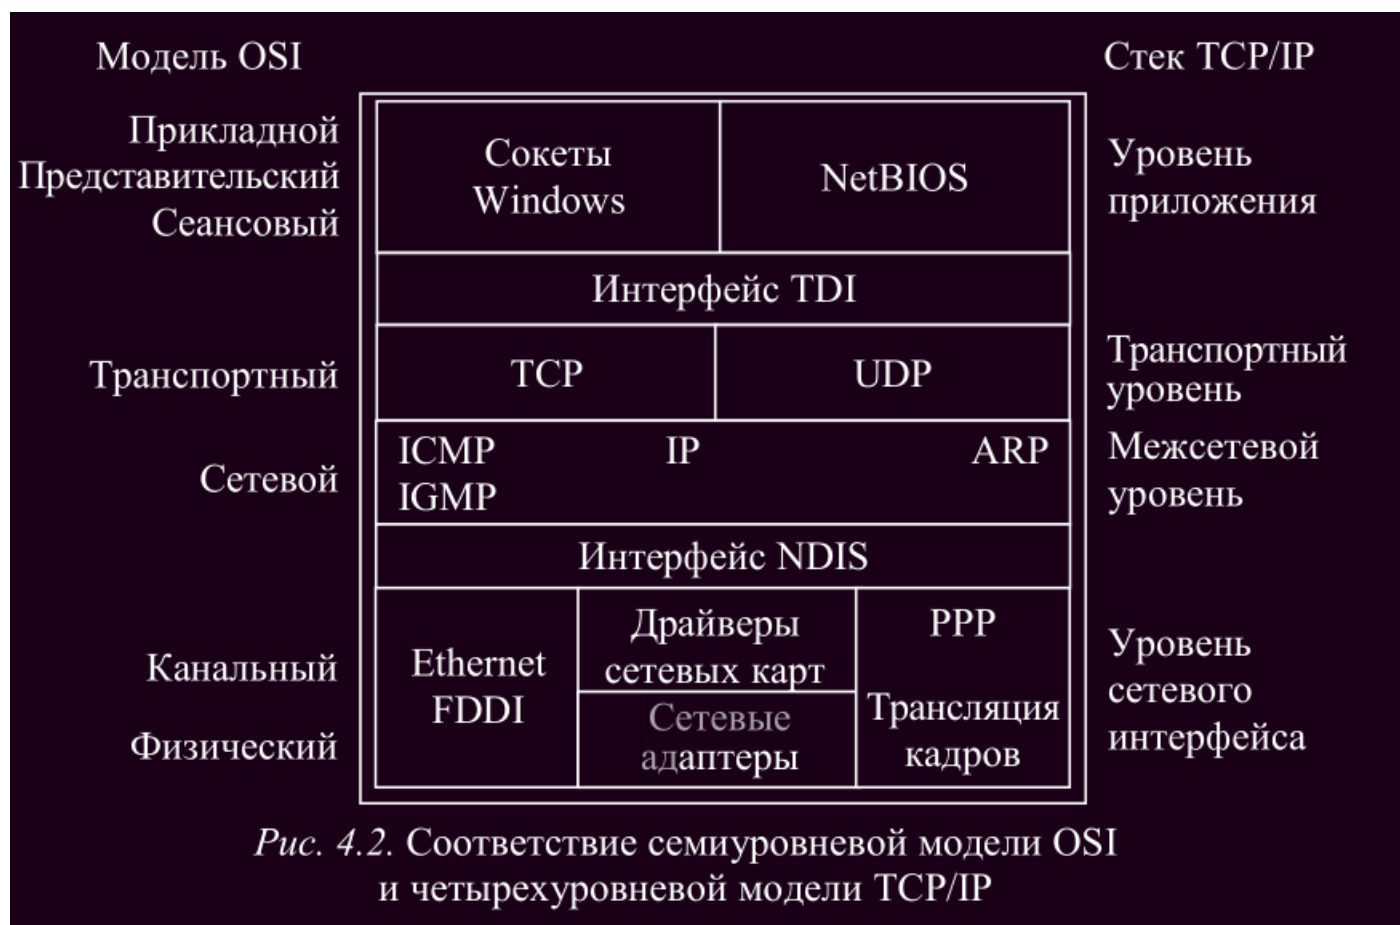 Модель OSI
Стек TCP/IP
Прикладной
Представительский
Сеансовый
Сокеты
Windows
NetBIOS
Уровень
приложения
Интерфейс TDI
Транспортный
TCP
UDP
Транспортный
уровень
Сетевой
ICMP
IP
ARP
IGMP
Межсетевой
уровень
Интерфейс NDIS
Канальный
Физический
Ethernet
FDDI
Драйверы
сетевых карт
Сетевые
адаптеры
PPP
Трансляция
кадров
Уровень
сетевого
интерфейса
Рис. 4.2. Соответствие семиуровневой модели OSI
и четырехуровневой модели TCP/IP